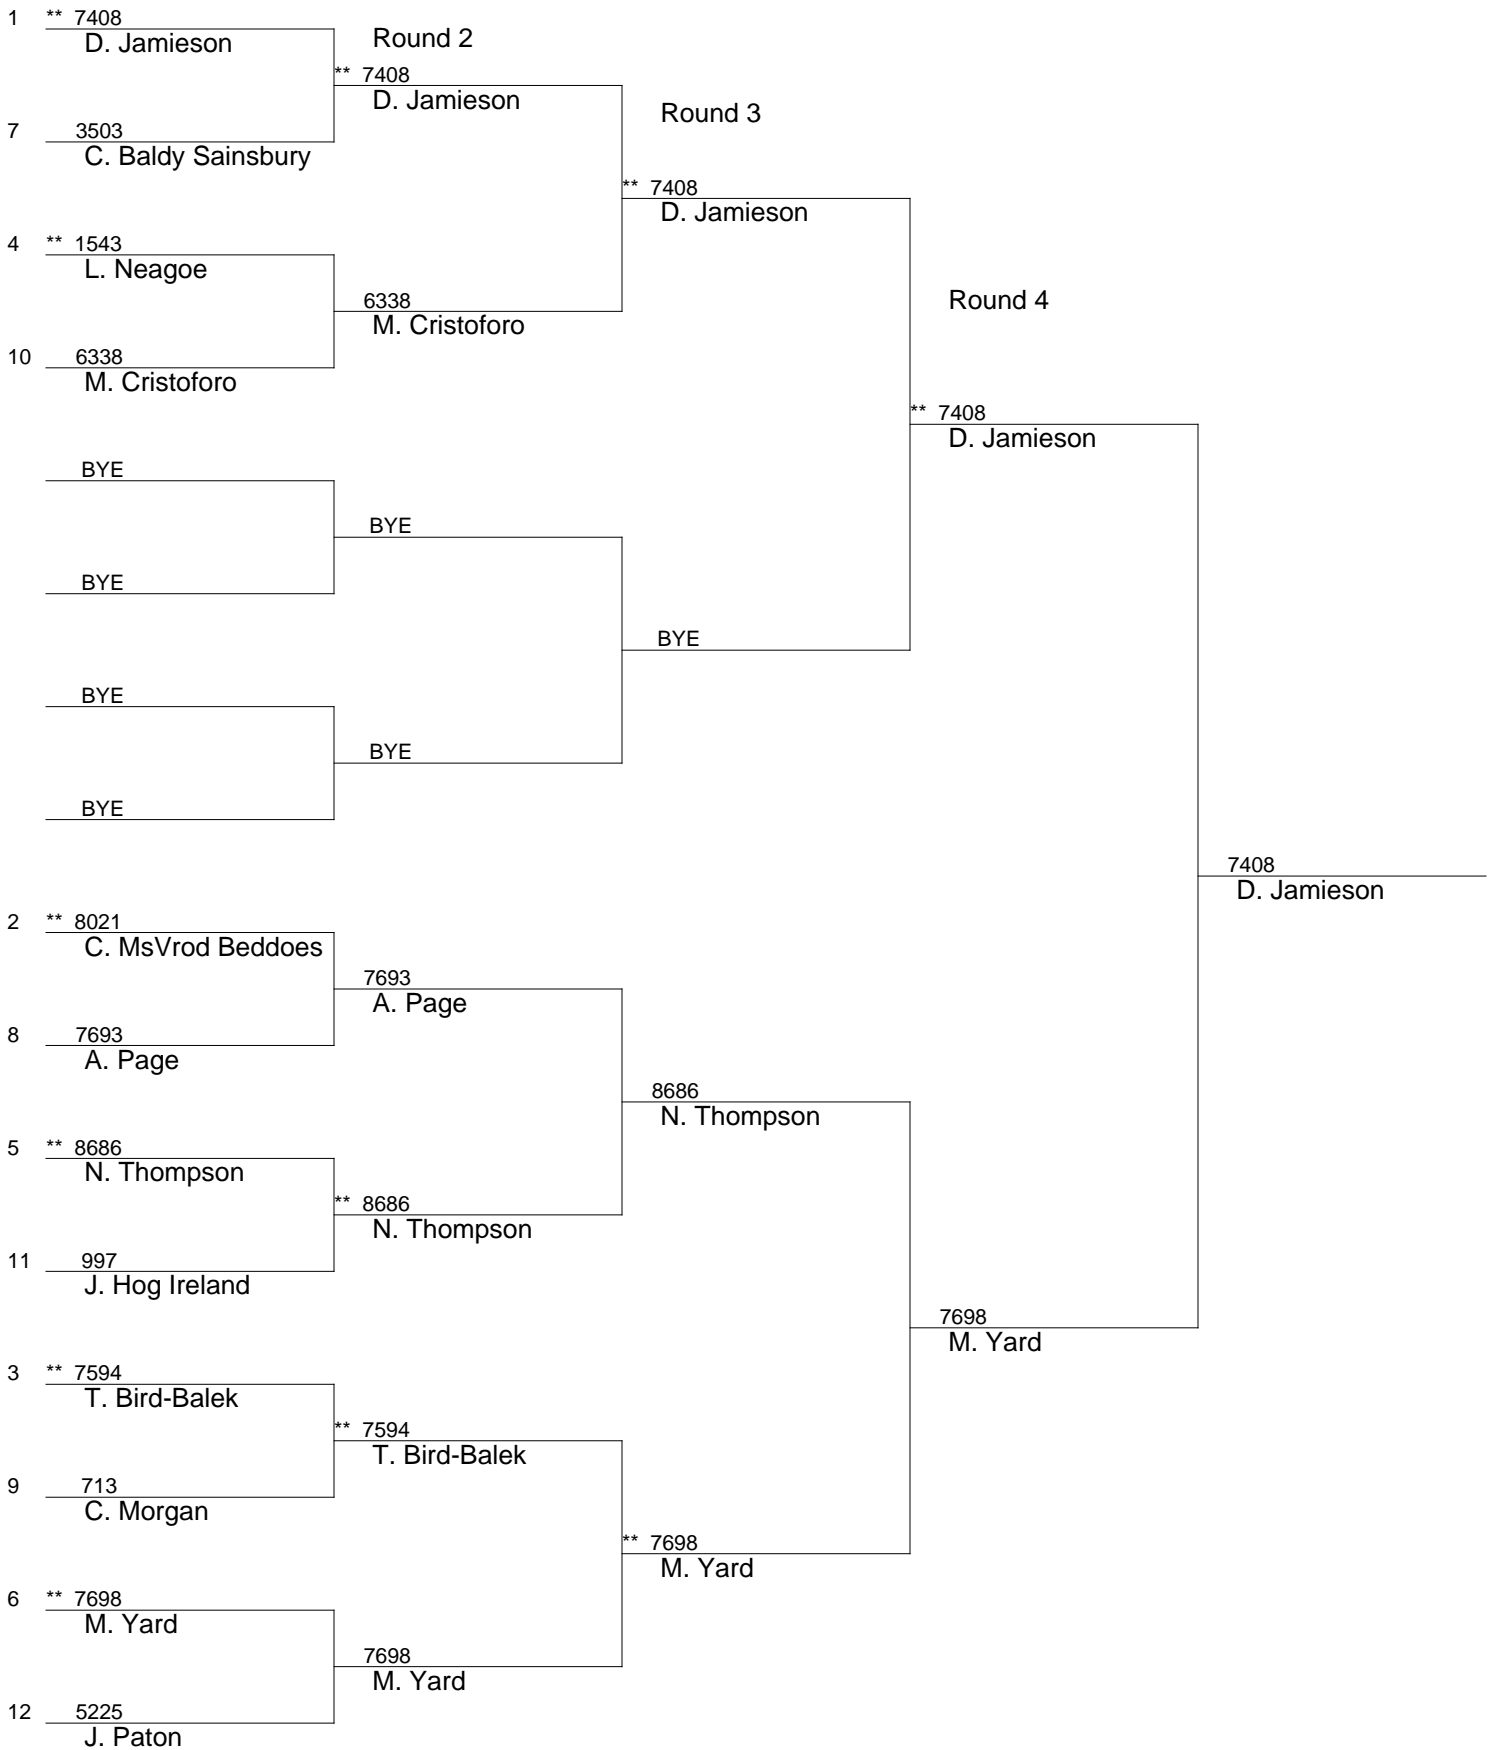 1 ** 7408
D. Jamieson
Round 2
** 7408
D. Jamieson
Round 3
7 3503
C. Baldy Sainsbury
** 7408
D. Jamieson
4 ** 1543
L. Neagoe
Round 4
6338
M. Cristoforo
10 6338
M. Cristoforo
** 7408
D. Jamieson
BYE
BYE
BYE
BYE
BYE
BYE
BYE
7408
D. Jamieson
2 ** 8021
C. MsVrod Beddoes
7693
A. Page
8 7693
A. Page
8686
N. Thompson
5 ** 8686
N. Thompson
** 8686
N. Thompson
11 997
J. Hog Ireland
7698
M. Yard
3 ** 7594
T. Bird-Balek
** 7594
T. Bird-Balek
9 713
C. Morgan
** 7698
M. Yard
6 ** 7698
M. Yard
7698
M. Yard
12 5225
J. Paton